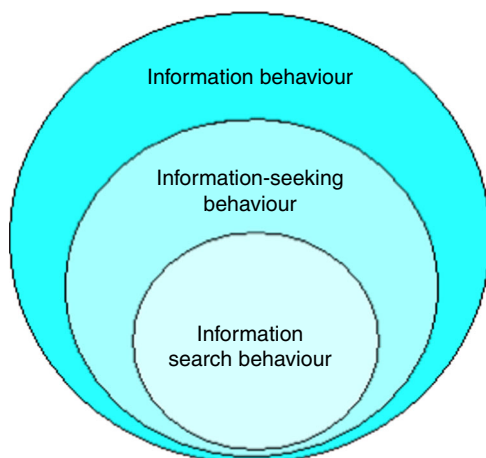 Information behaviour
Information-seeking
behaviour
Information
search behaviour